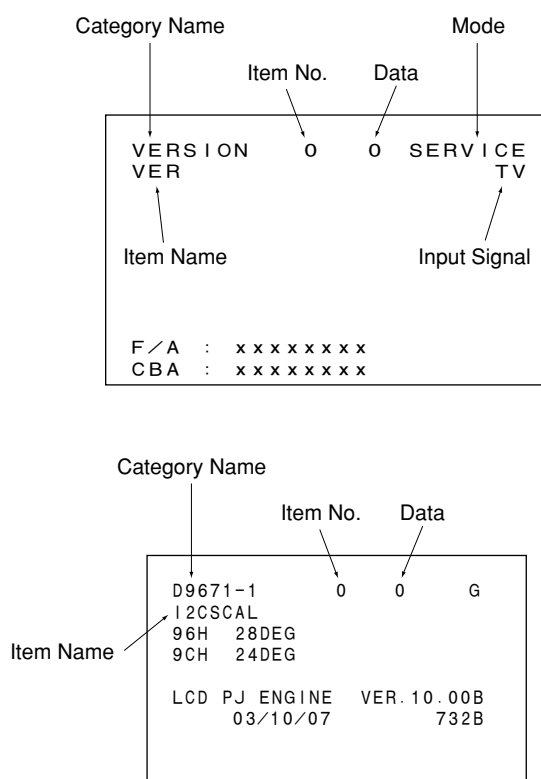 Category Name Mode
Item No. Data
VERSION 0 0 SERVICE
VER TV
Item Name Input Signal
F/A : xxxxxxxx
CBA : xxxxxxxx
Category Name
Item No. Data
D9671-1 0 0 G
I2CSCAL
96H 28DEG
Item Name
9CH 24DEG
LCD PJ ENGINE VER.10.00B
03/10/07 732B